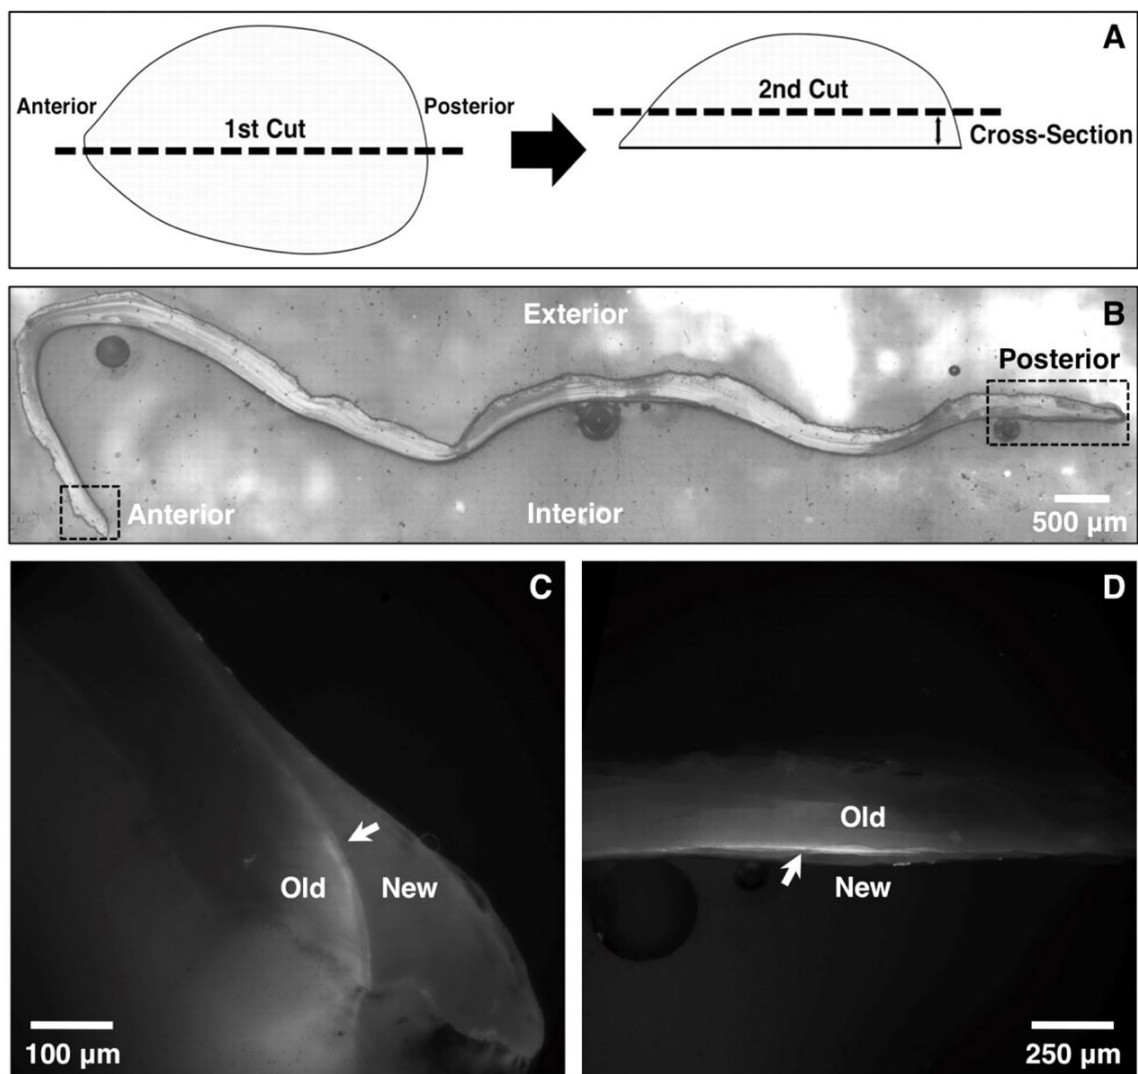 A
Anterior
Posterior
1st Cut
2nd Cut
Cross-Section
B
Exterior
Posterior
Anterior
Interior
500 µm
C
Old
New
100 µm
D
Old
New
250 µm